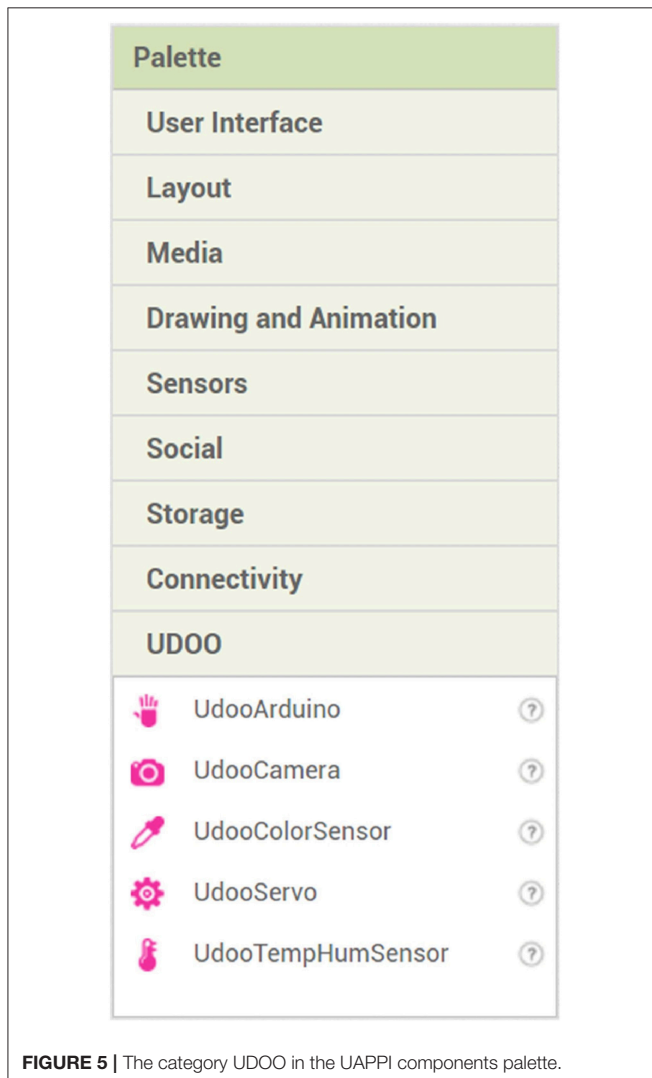 Palette
User Interface
Layout
Media
Drawing and Animation
Sensors
Social
Storage
Connectivity
UDOO
UdooArduino ?
UdooCamera ?
UdooColorSensor ?
UdooServo ?
UdooTempHumSensor ?
FIGURE 5 | The category UDOO in the UAPPI components palette.